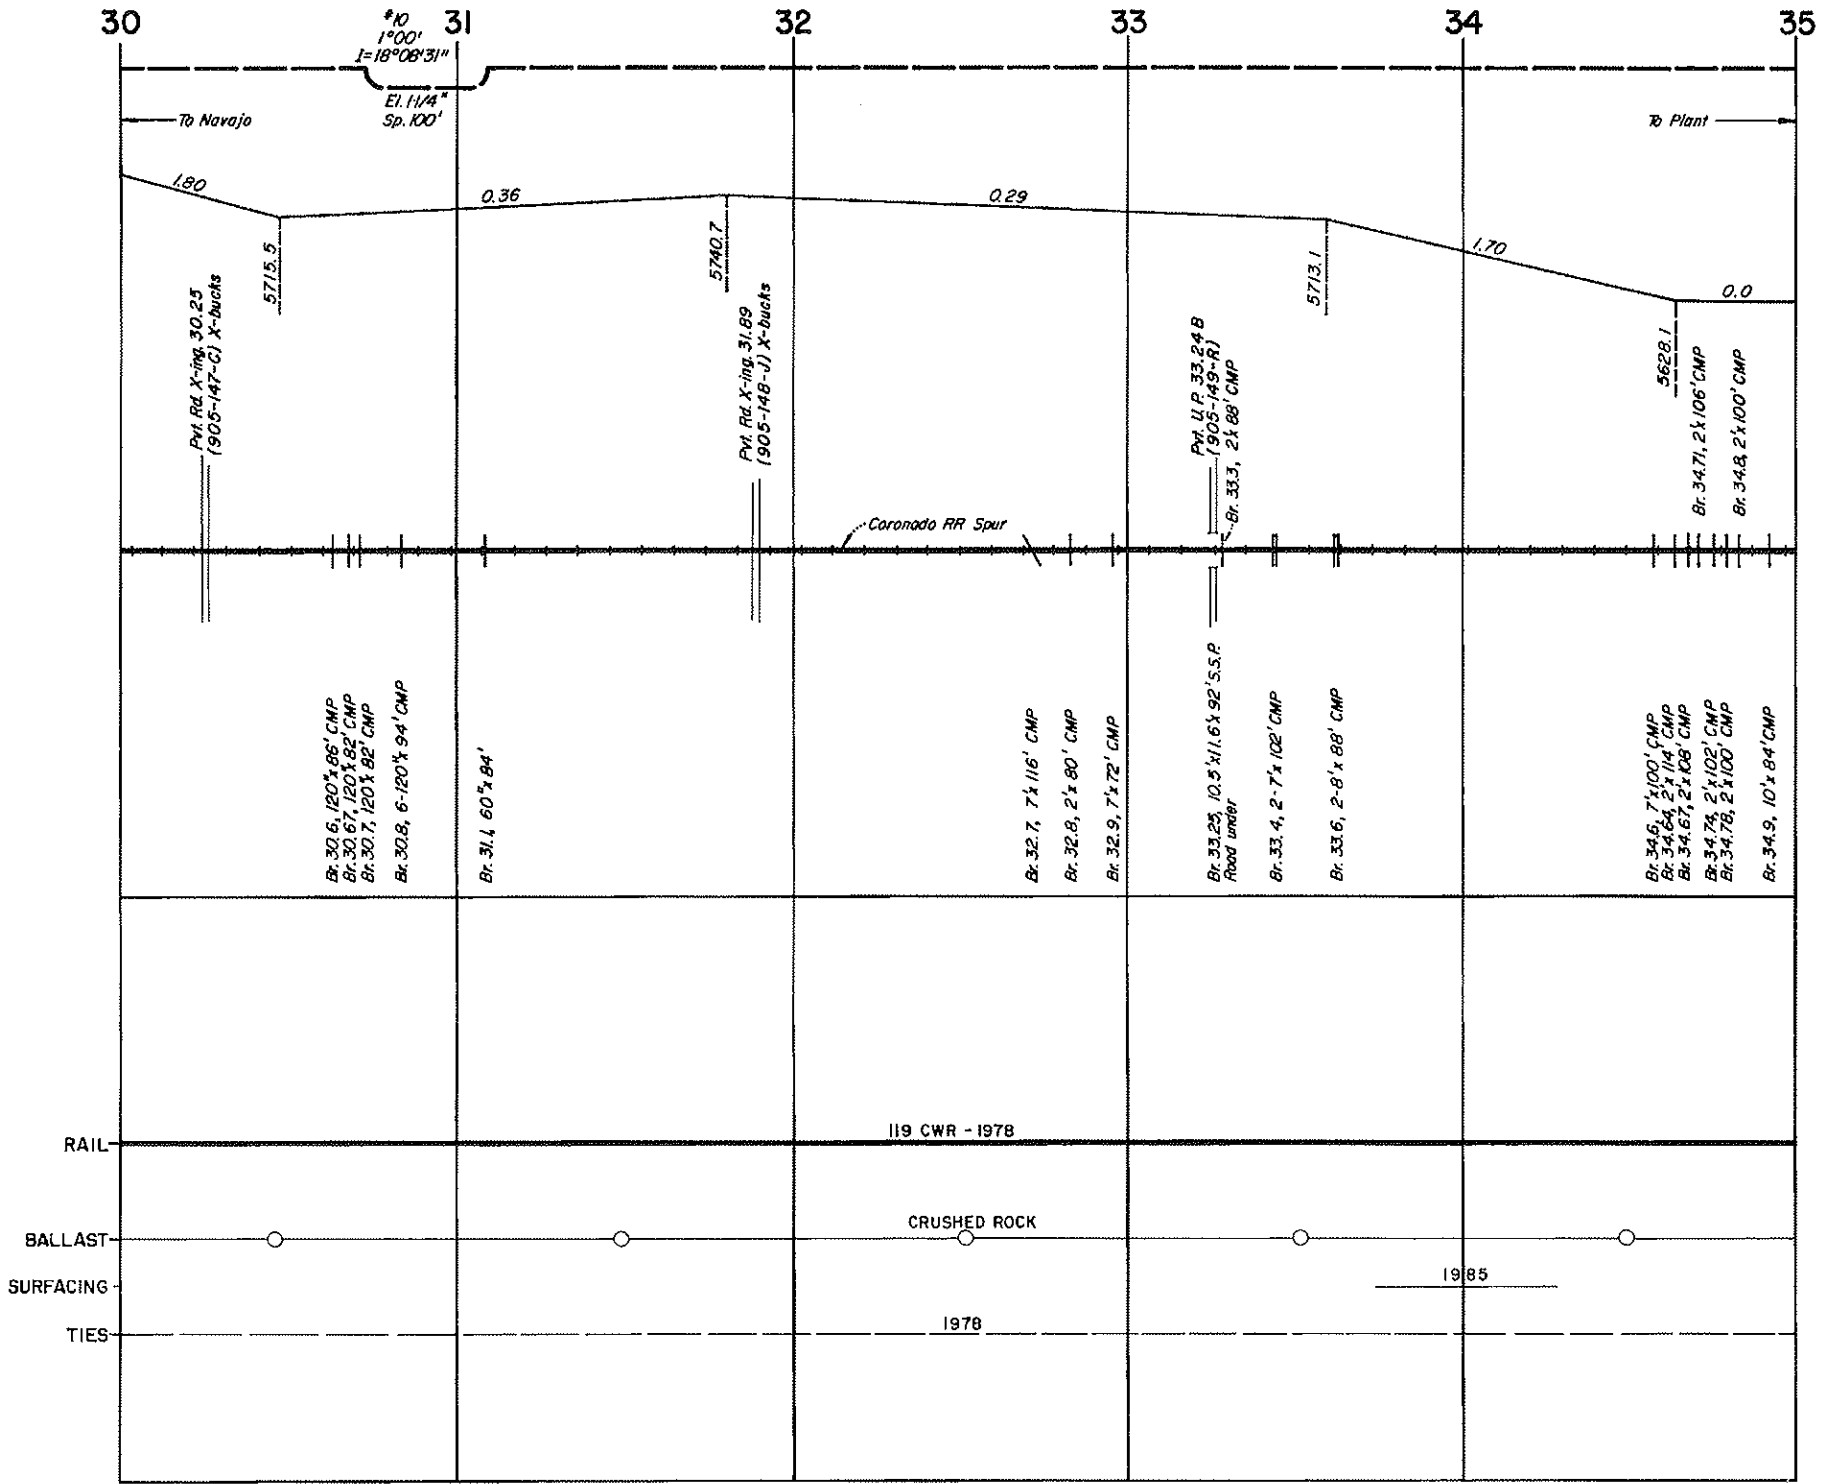 30 31 32 33 34 35
#10
1°00'
I=18°08'31"
El. 1-1/4"
Sp. 100'
To Navajo
To Plant
1.80
0.36
0.29
1.70
0.0
5715.5
5740.7
5713.1
5628.1
Pvt. Rd. X-ing. 30.25
(905-147-C) X-bucks
Pvt. Rd. X-ing. 31.89
(905-148-J) X-bucks
Pvt. U.P. 33.24 B
(905-149-R)
Br. 33.3, 2'x 88' CMP
Br. 34.71, 2'x 106' CMP
Br. 34.8, 2'x 100' CMP
Coronado RR Spur
Br. 30.6, 120"x 86' CMP
Br. 30.67, 120"x 82' CMP
Br. 30.7, 120"x 82' CMP
Br. 30.8, 6-120"x 94' CMP
Br. 31.1, 60"x 84'
Br. 32.7, 7'x 116' CMP
Br. 32.8, 2'x 80' CMP
Br. 32.9, 7'x 72' CMP
Br. 33.25, 10.5'x11.6'x 92' S.S.P.
Road under
Br. 33.4, 2-7'x 102' CMP
Br. 33.6, 2-8'x 88' CMP
Br. 34.6, 7'x100' CMP
Br. 34.64, 2'x 114' CMP
Br. 34.67, 2'x 108' CMP
Br. 34.74, 2'x 102' CMP
Br. 34.78, 2'x 100' CMP
Br. 34.9, 10'x 84' CMP
RAIL
119 CWR - 1978
BALLAST
CRUSHED ROCK
SURFACING
1985
TIES
1978